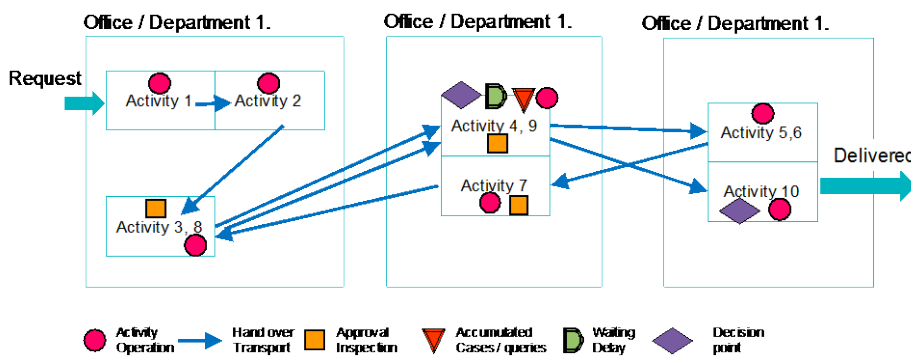 Office / Department 1.
Office / Department 1.
Office / Department 1.
Request
Activity 1
Activity 2
Activity 4, 9
Activity 5,6
Delivered
Activity 7
Activity 10
Activity 3, 8
Activity
Operation
Hand over
Transport
Approval
Inspection
Accumulated
Cases / queries
Waiting
Delay
Decision
point